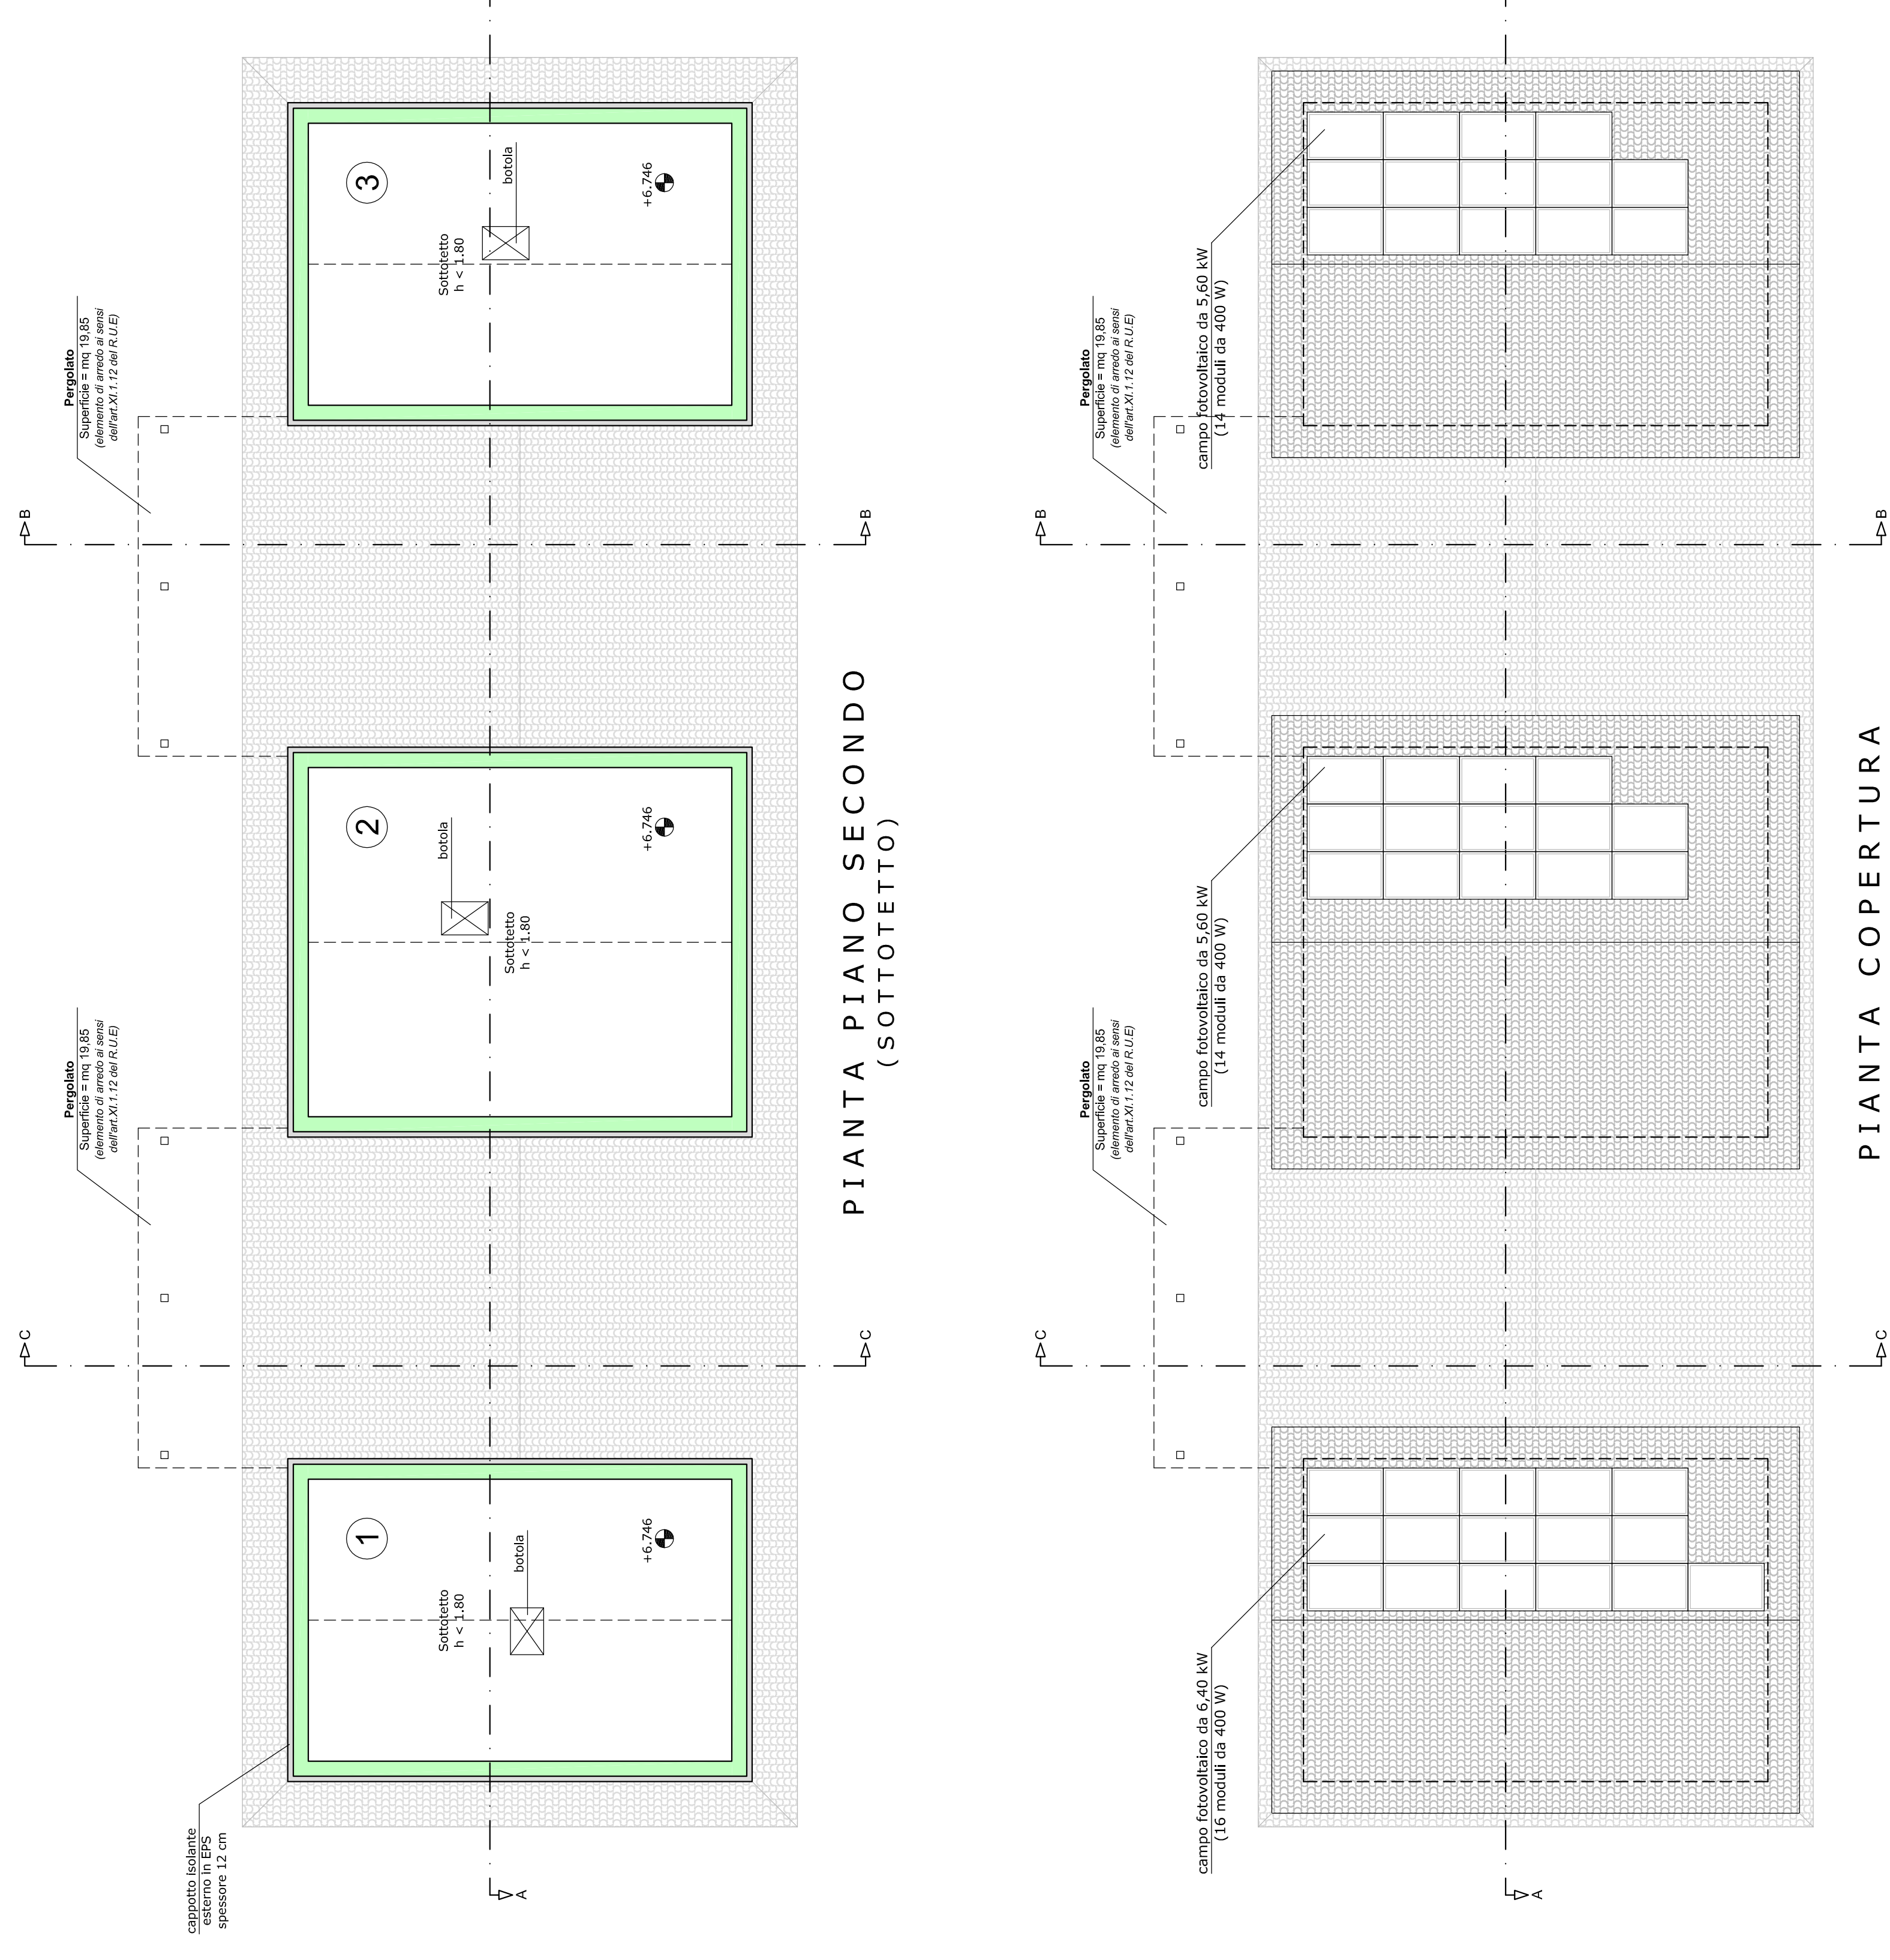 PIANTA PIANO SECONDO
(SOTTOTETTO)
cappotto isolante
esterno in EPS
spessore 12 cm
A
C
C
B
B
Pergolato
Superficie = mq 19,85
(elemento di arredo ai sensi
dell'art.XI.1.12 del R.U.E)
Pergolato
Superficie = mq 19,85
(elemento di arredo ai sensi
dell'art.XI.1.12 del R.U.E)
1
Sottotetto
h < 1.80
botola
+6.746
2
Sottotetto
h < 1.80
botola
+6.746
3
Sottotetto
h < 1.80
botola
+6.746
PIANTA COPERTURA
A
C
C
B
B
Pergolato
Superficie = mq 19,85
(elemento di arredo ai sensi
dell'art.XI.1.12 del R.U.E)
Pergolato
Superficie = mq 19,85
(elemento di arredo ai sensi
dell'art.XI.1.12 del R.U.E)
campo fotovoltaico da 6,40 kW
(16 moduli da 400 W)
campo fotovoltaico da 5,60 kW
(14 moduli da 400 W)
campo fotovoltaico da 5,60 kW
(14 moduli da 400 W)